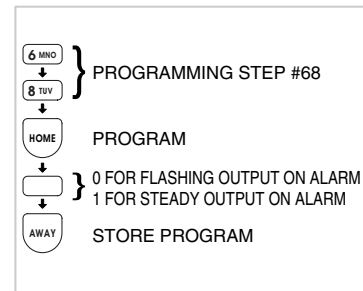 6 MNO
8 TUV
PROGRAMMING STEP #68
HOME
PROGRAM
0 FOR FLASHING OUTPUT ON ALARM
1 FOR STEADY OUTPUT ON ALARM
AWAY
STORE PROGRAM